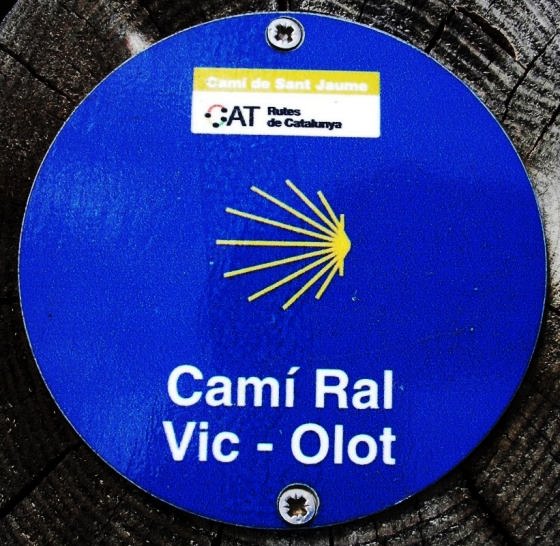 Camí de Sant Jaume
CAT Rutes
de Catalunya
Camí Ral
Vic - Olot